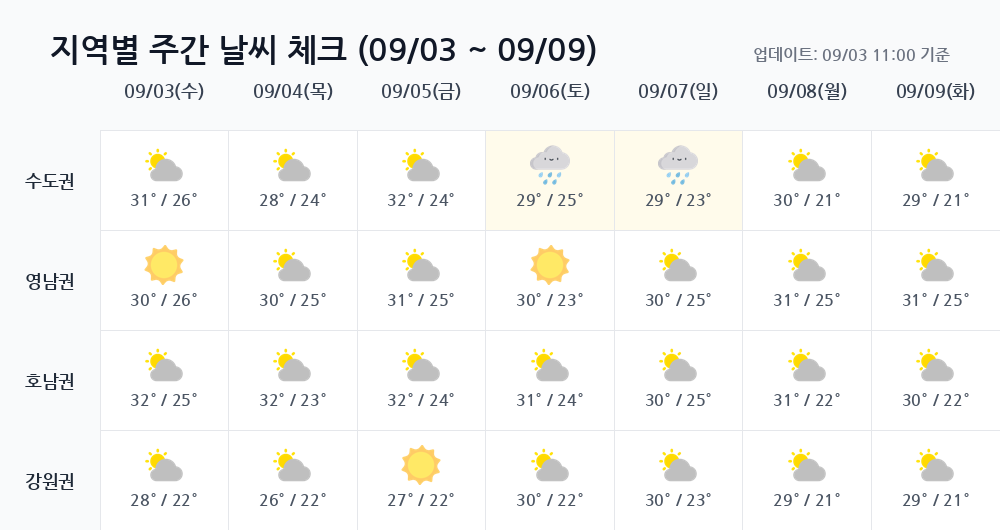 지역별 주간 날씨 체크 (09/03 ~ 09/09)
업데이트: 09/03 11:00 기준
09/03(수) 09/04(목) 09/05(금) 09/06(토) 09/07(일) 09/08(월) 09/09(화)
수도권 31° / 26° 28° / 24° 32° / 24° 29° / 25° 29° / 23° 30° / 21° 29° / 21°
영남권 30° / 26° 30° / 25° 31° / 25° 30° / 23° 30° / 25° 31° / 25° 31° / 25°
호남권 32° / 25° 32° / 23° 32° / 24° 31° / 24° 30° / 25° 31° / 22° 30° / 22°
강원권 28° / 22° 26° / 22° 27° / 22° 30° / 22° 30° / 23° 29° / 21° 29° / 21°